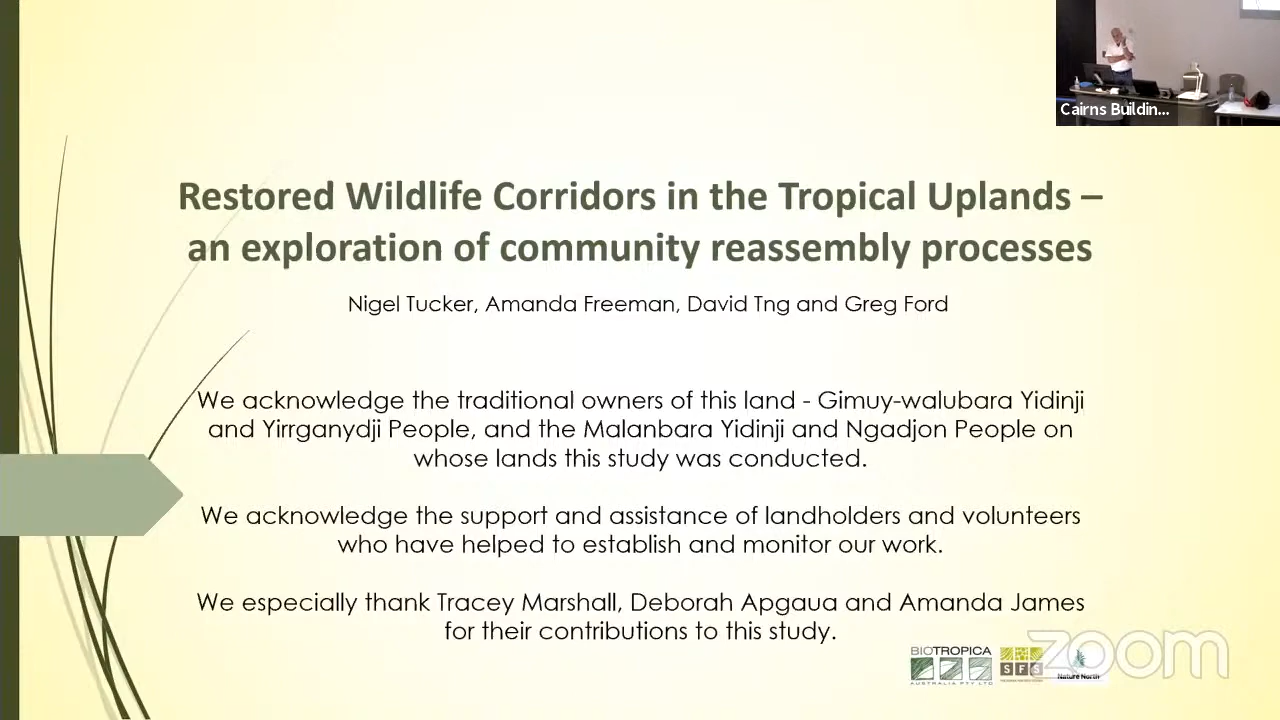 Cairns Buildin...
Restored Wildlife Corridors in the Tropical Uplands –
an exploration of community reassembly processes
Nigel Tucker, Amanda Freeman, David Tng and Greg Ford
We acknowledge the traditional owners of this land - Gimuy-walubara Yidinji
and Yirrganydji People, and the Malanbara Yidinji and Ngadjon People on
whose lands this study was conducted.
We acknowledge the support and assistance of landholders and volunteers
who have helped to establish and monitor our work.
We especially thank Tracey Marshall, Deborah Apgaua and Amanda James
for their contributions to this study.
BIOTROPICA
AUSTRALIA PTY LTD
SFS
Nature North
zoom